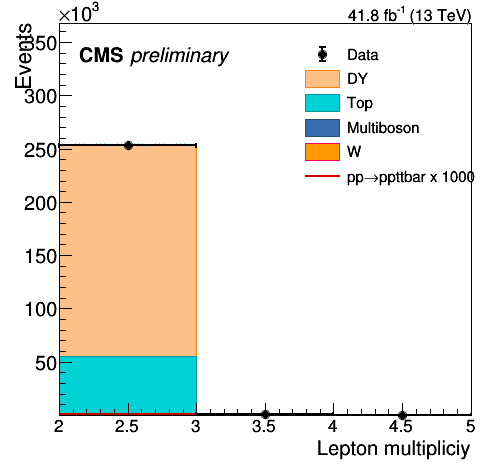 ×10³
41.8 fb⁻¹ (13 TeV)
Events
CMS preliminary
Data
DY
Top
Multiboson
W
pp→ppttbar x 1000
350
300
250
200
150
100
50
2 2.5 3 3.5 4 4.5 5
Lepton multipliciy